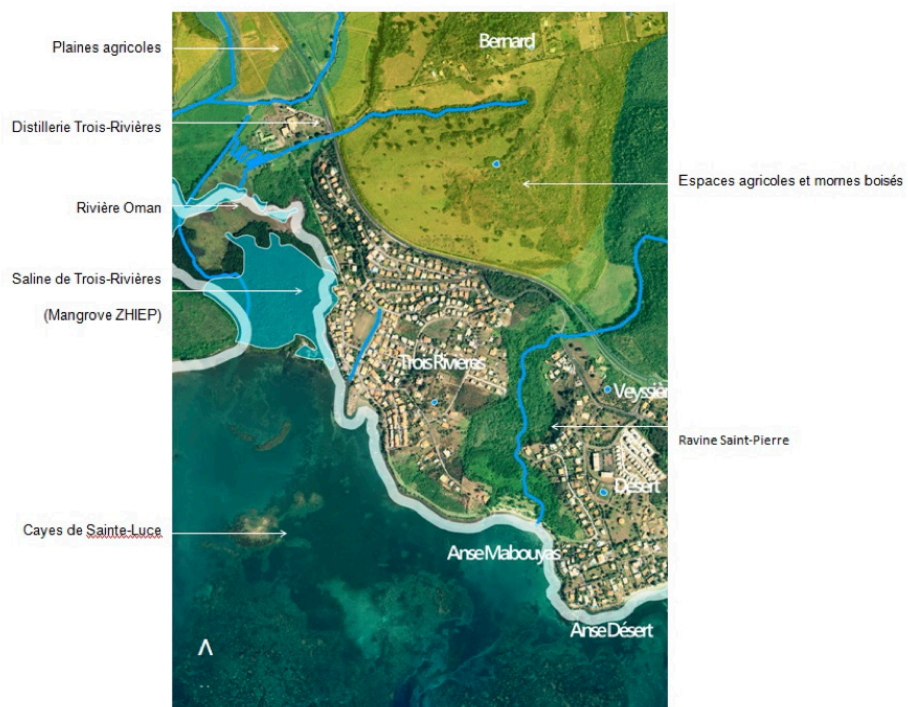 Plaines agricoles
Bernard
Distillerie Trois-Rivières
Espaces agricoles et mornes boisés
Rivière Oman
Saline de Trois-Rivières
(Mangrove ZHIEP)
Trois Rivières
Veyssièr
Ravine Saint-Pierre
Désert
Cayes de Sainte-Luce
Anse Mabouyas
Anse Désert